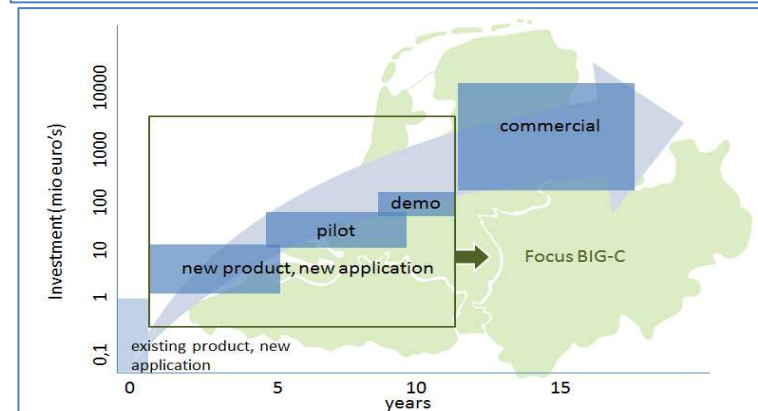 Investment (mio euro's)
10000
1000
100
10
1
0,1
commercial
demo
pilot
new product, new application
Focus BIG-C
existing product, new
application
0
5
10
15
years